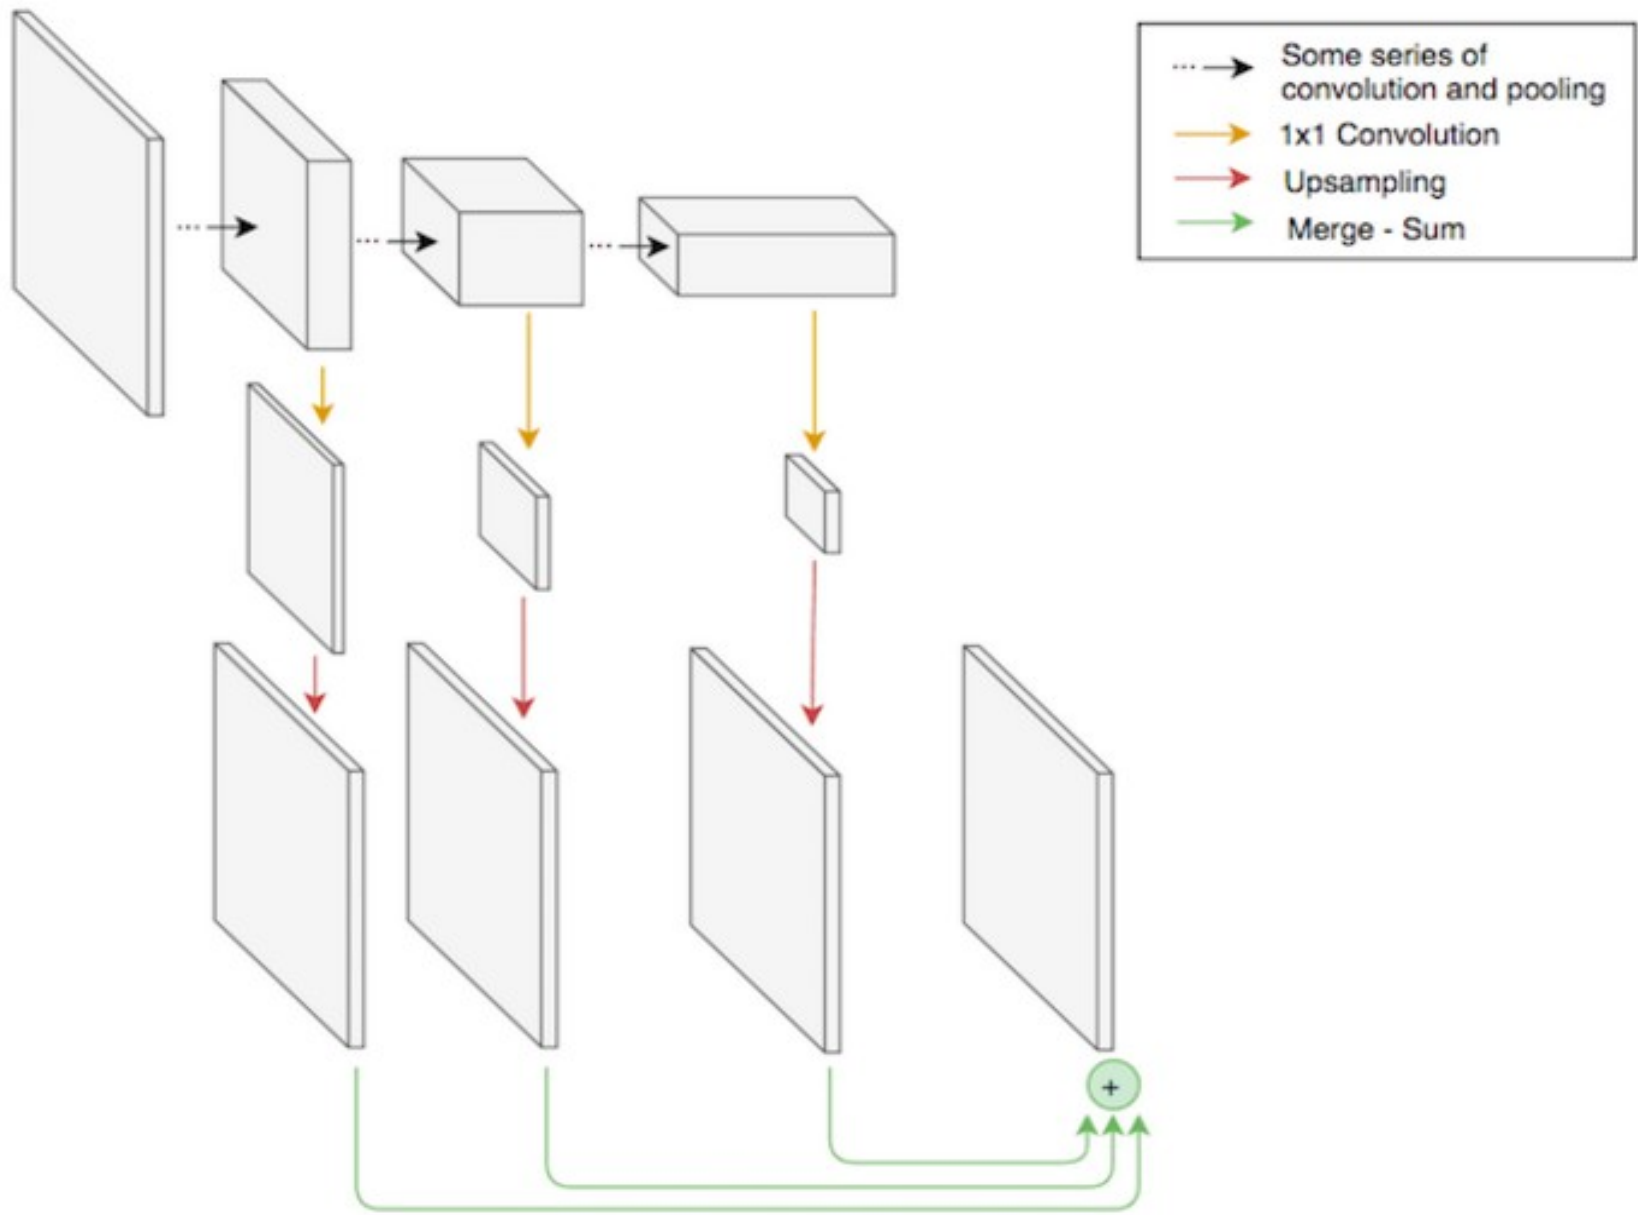 Some series of
convolution and pooling
1x1 Convolution
Upsampling
Merge - Sum
+